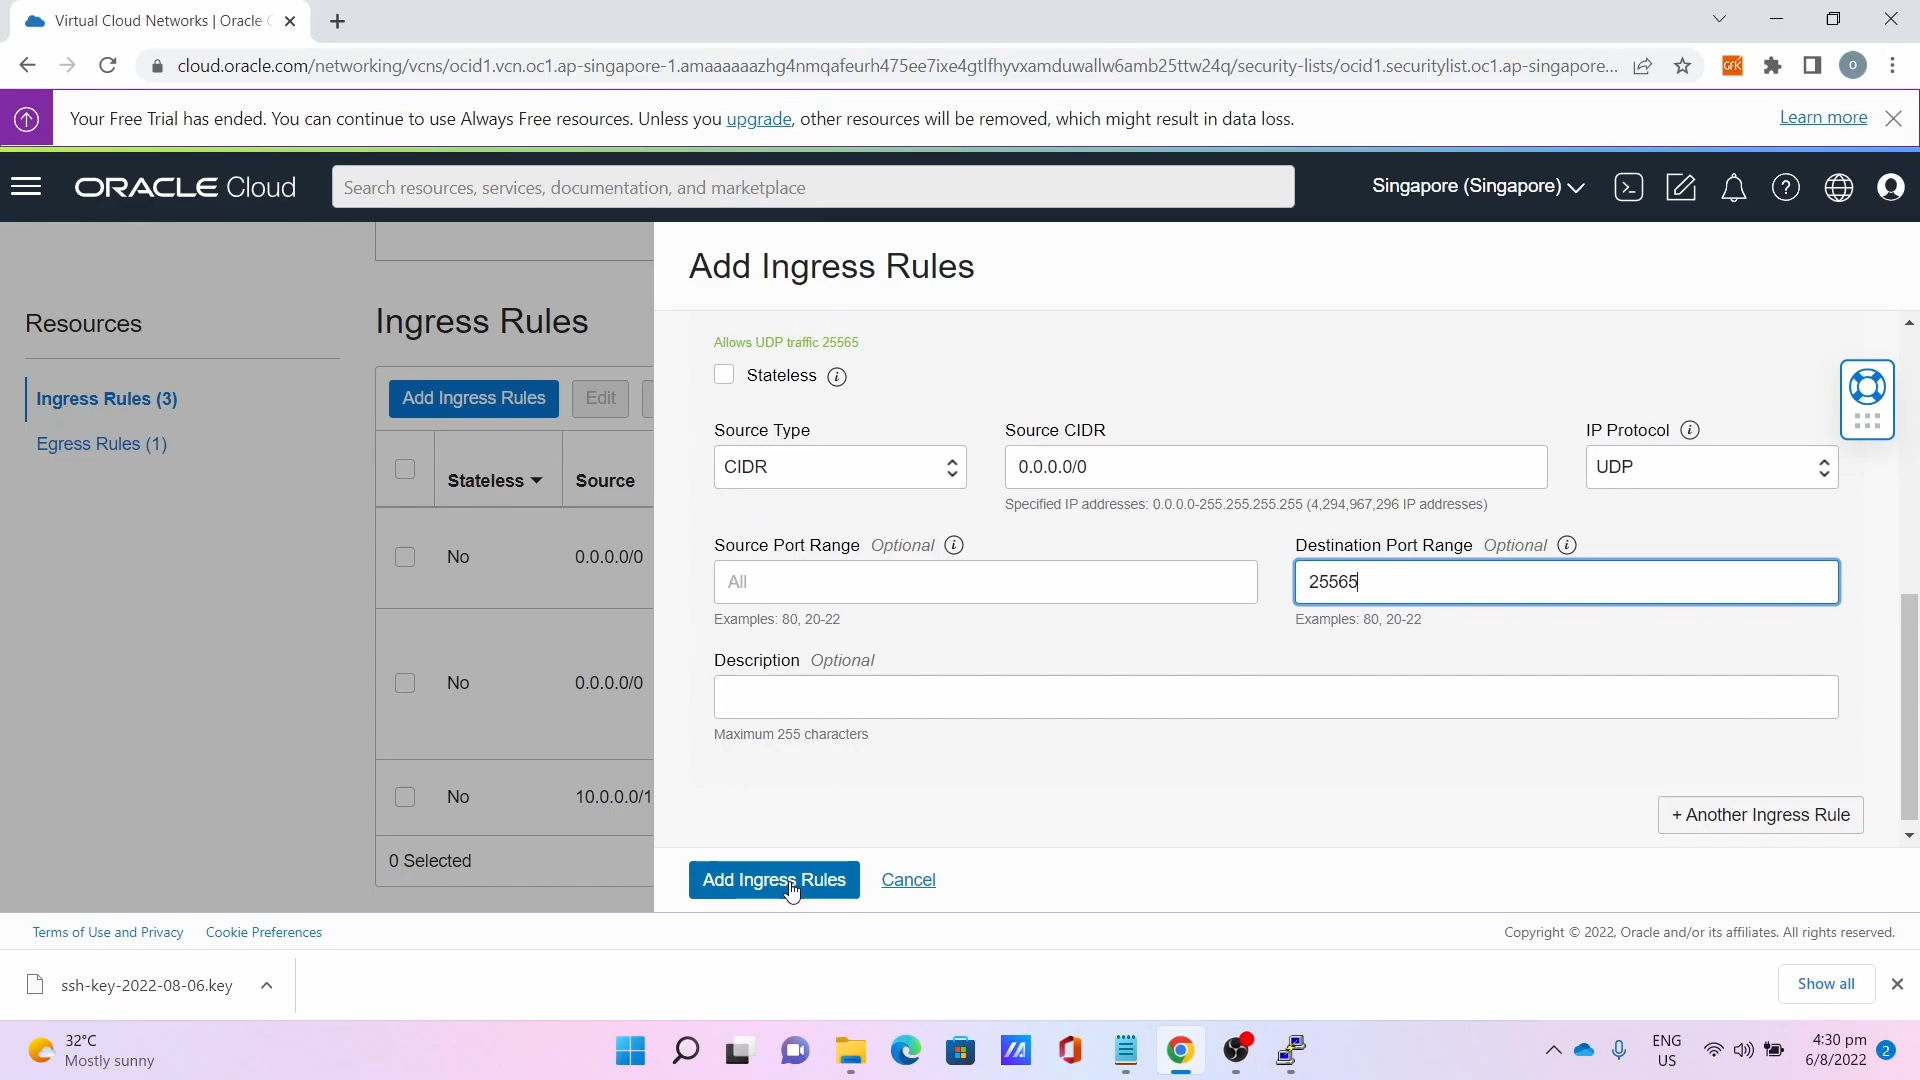 Virtual Cloud Networks | Oracle C
cloud.oracle.com/networking/vcns/ocid1.vcn.oc1.ap-singapore-1.amaaaaaazhg4nmqafeurh475ee7ixe4gtlfhyvxamduwallw6amb25ttw24q/security-lists/ocid1.securitylist.oc1.ap-singapore...
GfK
O
Your Free Trial has ended. You can continue to use Always Free resources. Unless you upgrade, other resources will be removed, which might result in data loss.
Learn more
ORACLE Cloud
Search resources, services, documentation, and marketplace
Singapore (Singapore)
Add Ingress Rules
Resources
Ingress Rules
Allows UDP traffic 25565
Stateless
Ingress Rules (3)
Add Ingress Rules
Edit
Egress Rules (1)
Source Type
Source CIDR
IP Protocol
CIDR
0.0.0.0/0
UDP
Stateless
Source
Specified IP addresses: 0.0.0.0-255.255.255.255 (4,294,967,296 IP addresses)
No
0.0.0.0/0
Source Port Range Optional
Destination Port Range Optional
All
25565
Examples: 80, 20-22
Examples: 80, 20-22
Description Optional
No
0.0.0.0/0
Maximum 255 characters
No
10.0.0.0/1
+ Another Ingress Rule
0 Selected
Add Ingress Rules
Cancel
Terms of Use and Privacy
Cookie Preferences
Copyright © 2022, Oracle and/or its affiliates. All rights reserved.
ssh-key-2022-08-06.key
Show all
32°C
Mostly sunny
ENG
US
4:30 pm
6/8/2022
2